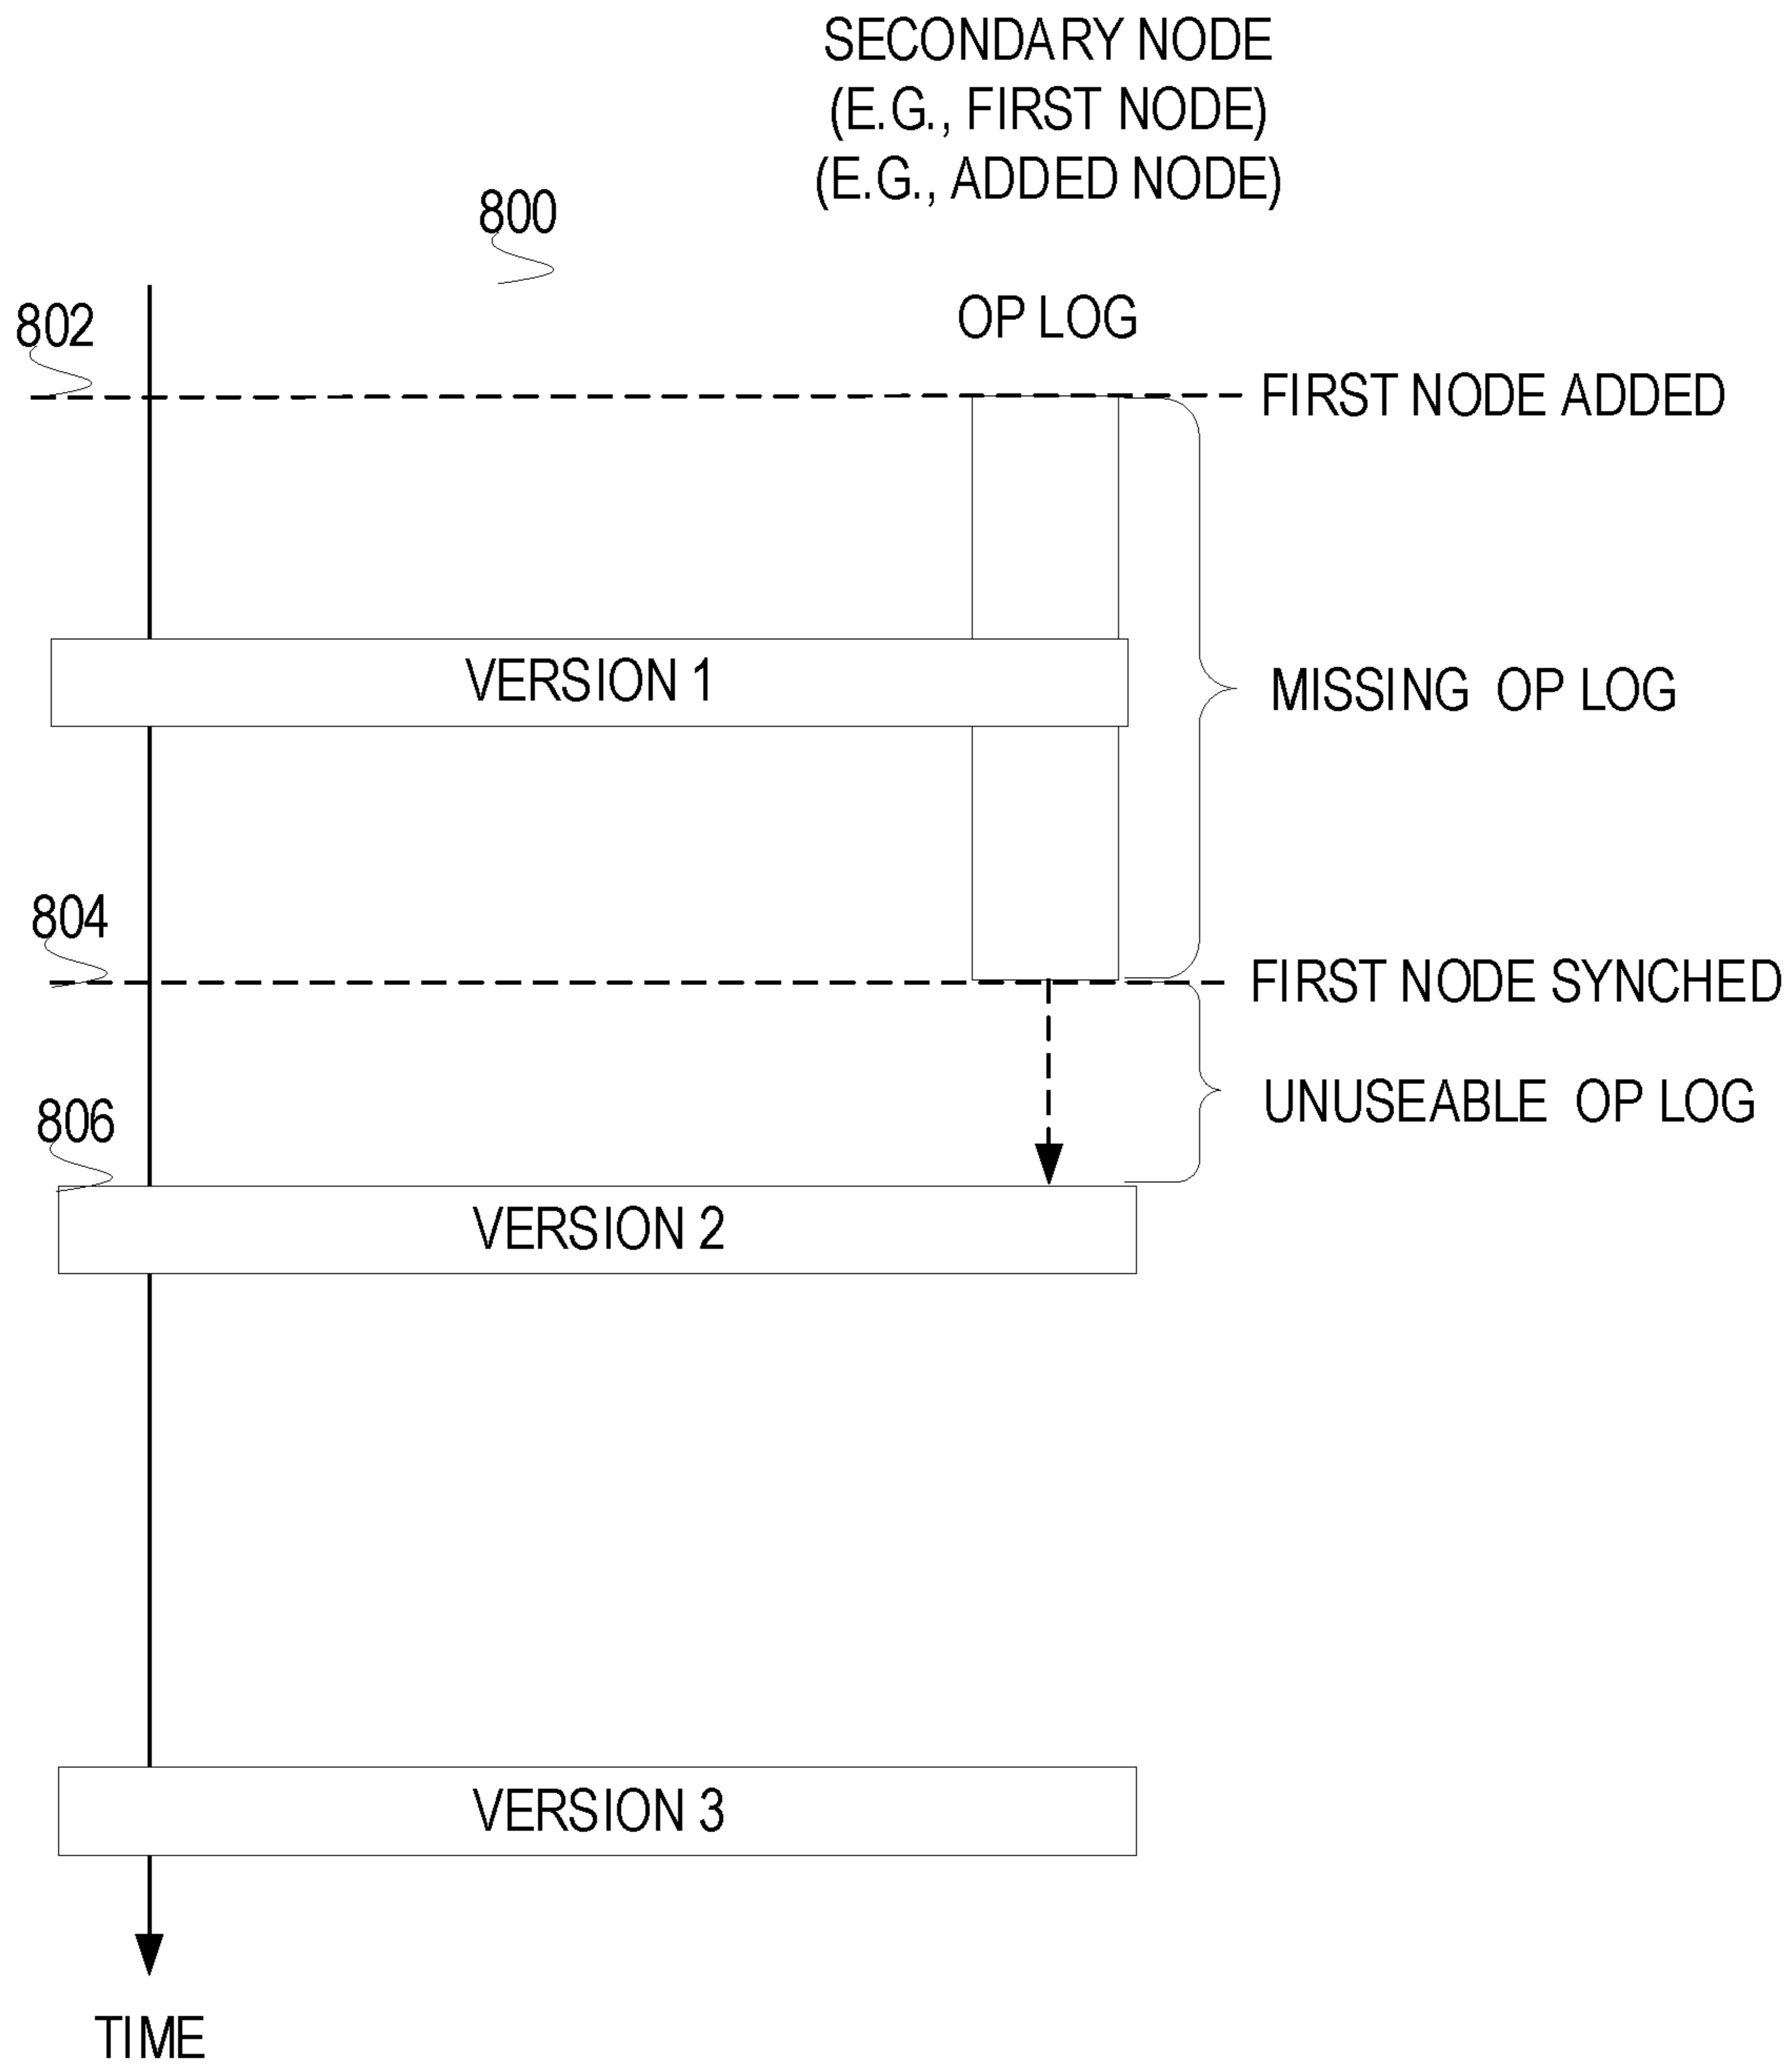 SECONDARY NODE
(E.G., FIRST NODE)
(E.G., ADDED NODE)
800
802
OP LOG
FIRST NODE ADDED
VERSION 1
MISSING OP LOG
804
FIRST NODE SYNCHED
UNUSEABLE OP LOG
806
VERSION 2
VERSION 3
TIME